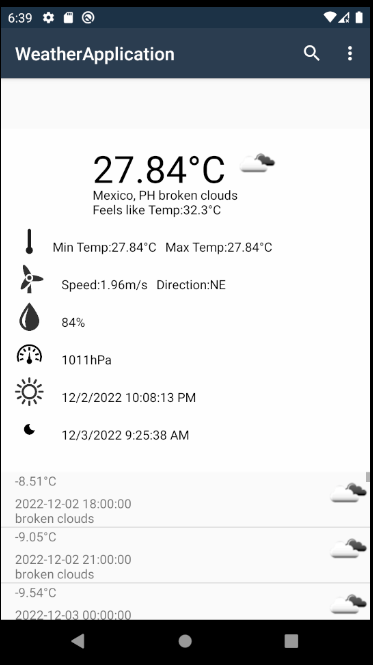 6:39
WeatherApplication
27.84°C
Mexico, PH broken clouds
Feels like Temp:32.3°C
Min Temp:27.84°C Max Temp:27.84°C
Speed:1.96m/s Direction:NE
84%
1011hPa
12/2/2022 10:08:13 PM
12/3/2022 9:25:38 AM
-8.51°C
2022-12-02 18:00:00
broken clouds
-9.05°C
2022-12-02 21:00:00
broken clouds
-9.54°C
2022-12-03 00:00:00